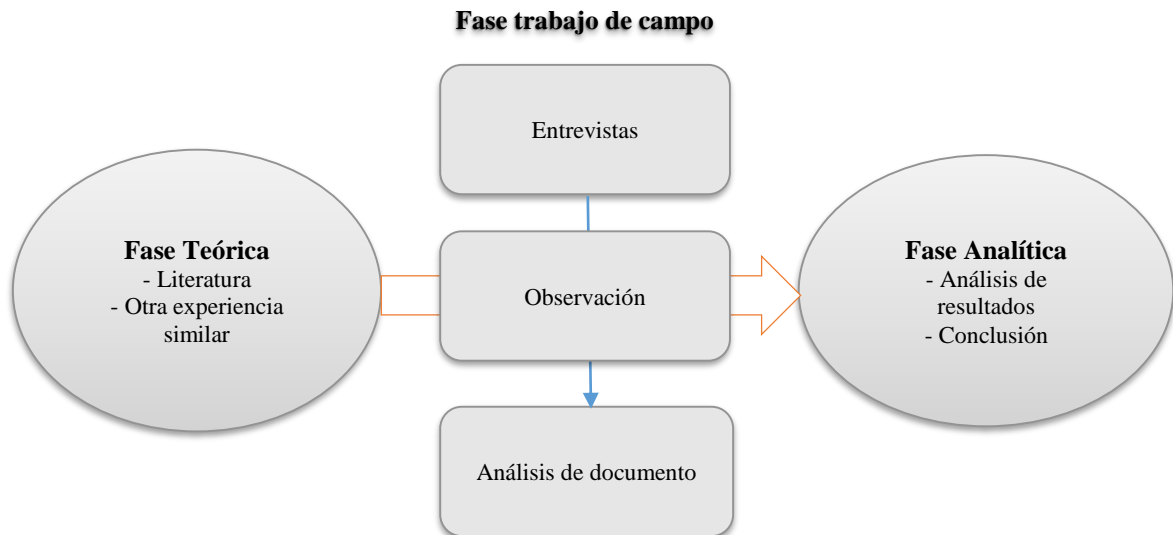 Fase trabajo de campo
Entrevistas
Fase Teórica
- Literatura
- Otra experiencia
similar
Observación
Fase Analítica
- Análisis de
resultados
- Conclusión
Análisis de documento